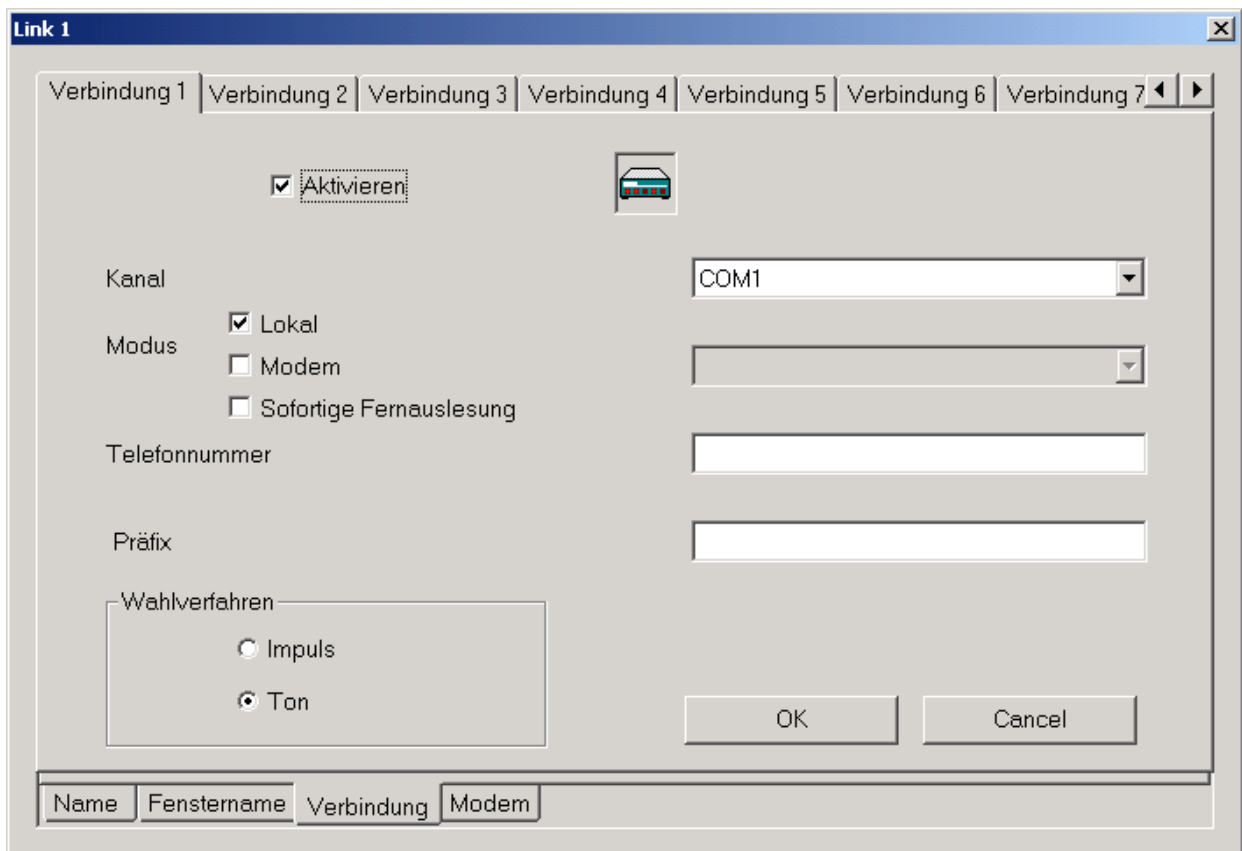 Link 1
Verbindung 1 Verbindung 2 Verbindung 3 Verbindung 4 Verbindung 5 Verbindung 6 Verbindung 7
Aktivieren
Kanal COM1
Lokal
Modus
Modem
Sofortige Fernauslesung
Telefonnummer
Präfix
Wahlverfahren
Impuls
Ton
OK Cancel
Name Fenstername Verbindung Modem